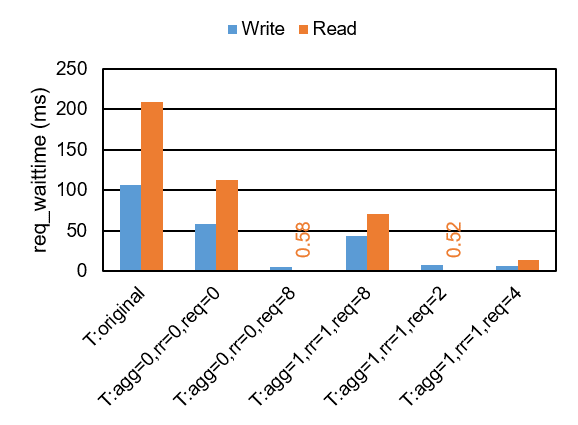 Write Read
req_waittime (ms)
250
200
150
100
50
0
0.58
0.52
T:original
T:agg=0,rr=0,req=0
T:agg=0,rr=0,req=8
T:agg=1,rr=1,req=8
T:agg=1,rr=1,req=2
T:agg=1,rr=1,req=4